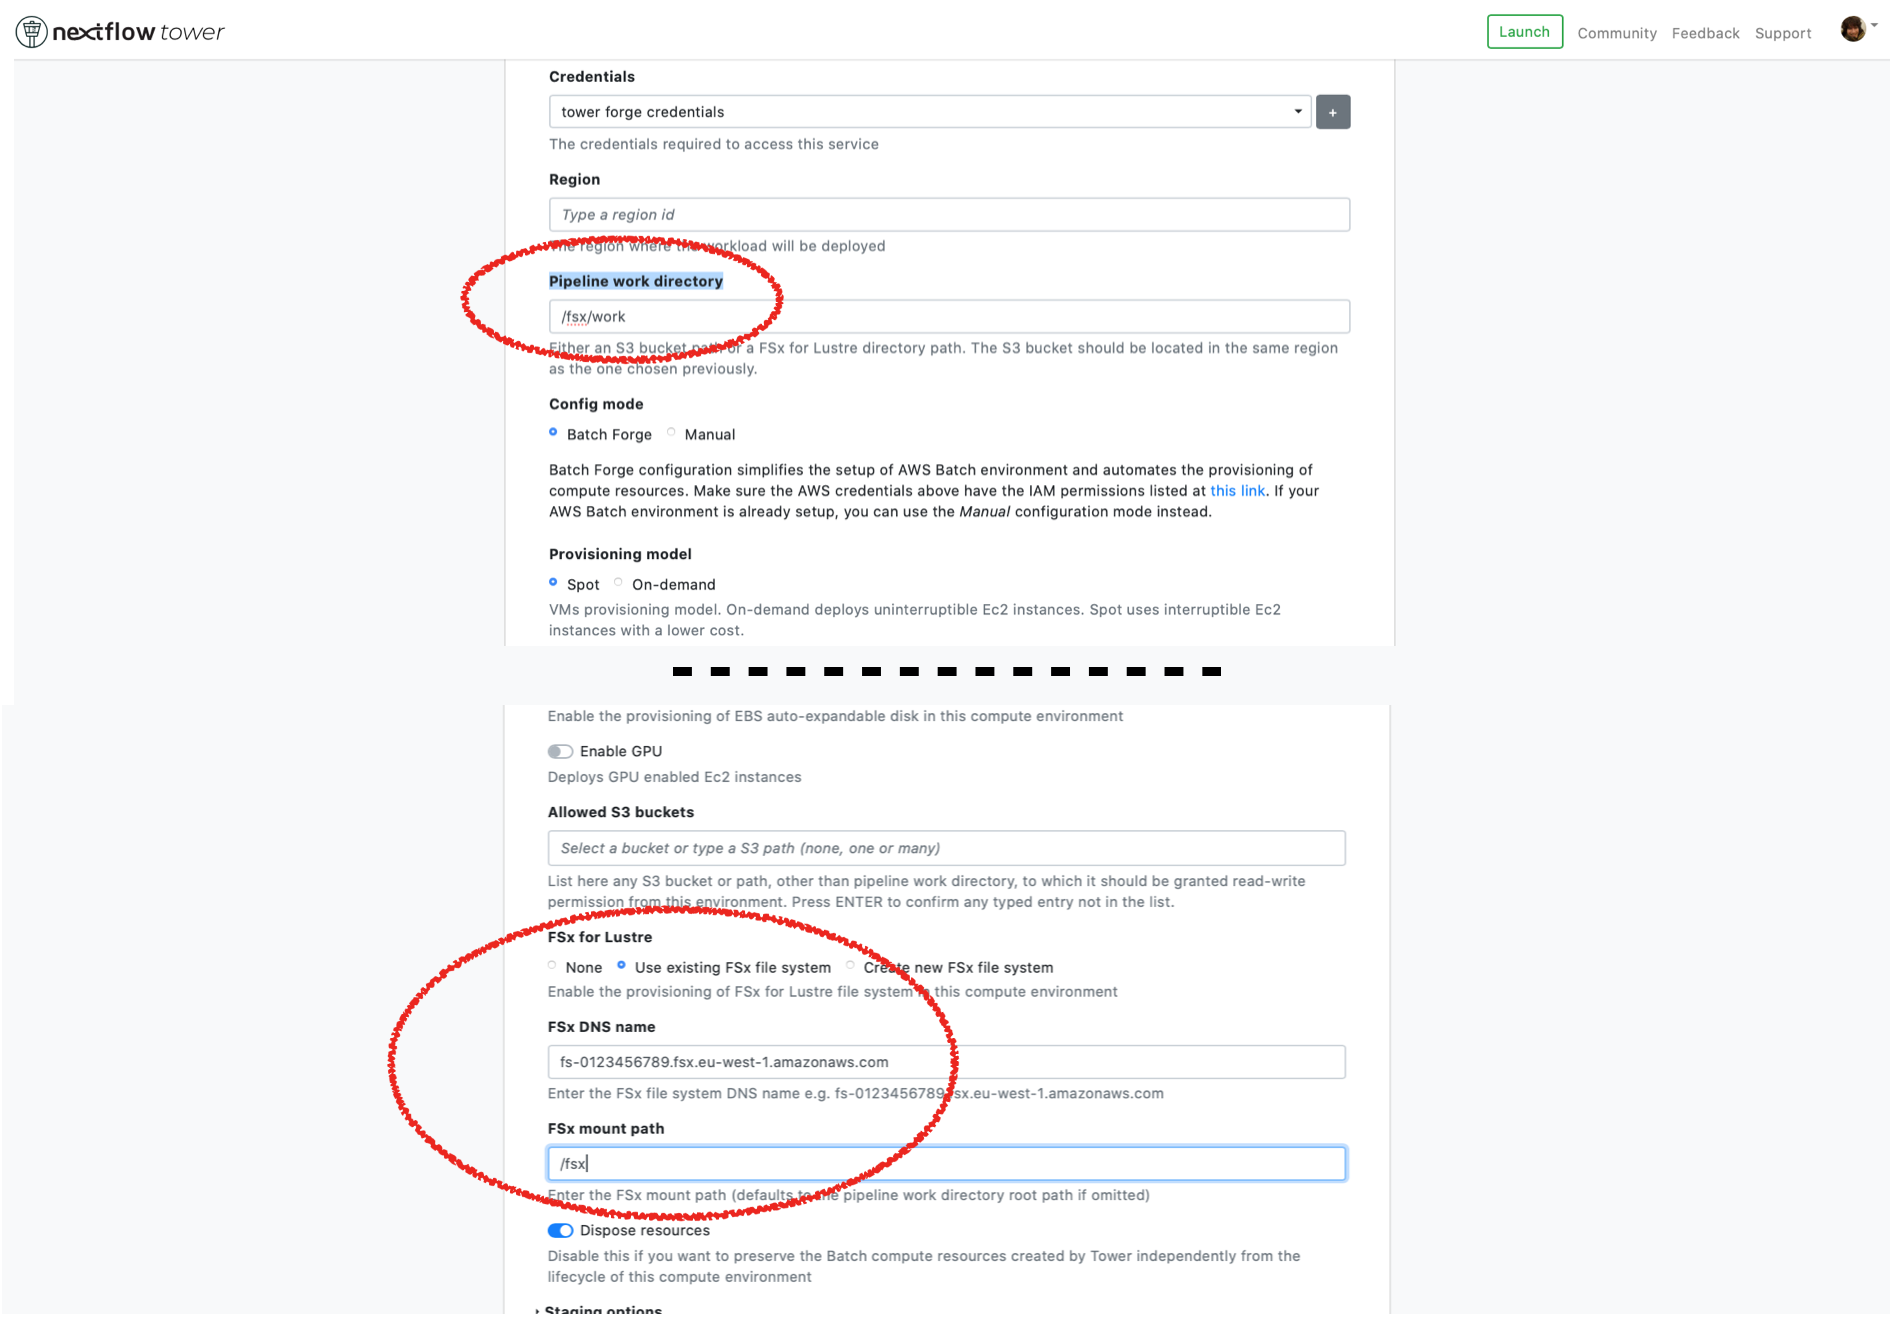 nextflow tower
Launch Community Feedback Support
Credentials
tower forge credentials
+
The credentials required to access this service
Region
Type a region id
The region where the workload will be deployed
Pipeline work directory
/fsx/work
Either an S3 bucket path or a FSx for Lustre directory path. The S3 bucket should be located in the same region
as the one chosen previously.
Config mode
Batch Forge Manual
Batch Forge configuration simplifies the setup of AWS Batch environment and automates the provisioning of
compute resources. Make sure the AWS credentials above have the IAM permissions listed at this link. If your
AWS Batch environment is already setup, you can use the Manual configuration mode instead.
Provisioning model
Spot On-demand
VMs provisioning model. On-demand deploys uninterruptible Ec2 instances. Spot uses interruptible Ec2
instances with a lower cost.
Enable the provisioning of EBS auto-expandable disk in this compute environment
Enable GPU
Deploys GPU enabled Ec2 instances
Allowed S3 buckets
Select a bucket or type a S3 path (none, one or many)
List here any S3 bucket or path, other than pipeline work directory, to which it should be granted read-write
permission from this environment. Press ENTER to confirm any typed entry not in the list.
FSx for Lustre
None Use existing FSx file system Create new FSx file system
Enable the provisioning of FSx for Lustre file system in this compute environment
FSx DNS name
fs-0123456789.fsx.eu-west-1.amazonaws.com
Enter the FSx file system DNS name e.g. fs-0123456789.fsx.eu-west-1.amazonaws.com
FSx mount path
/fsx
Enter the FSx mount path (defaults to the pipeline work directory root path if omitted)
Dispose resources
Disable this if you want to preserve the Batch compute resources created by Tower independently from the
lifecycle of this compute environment
Staging options